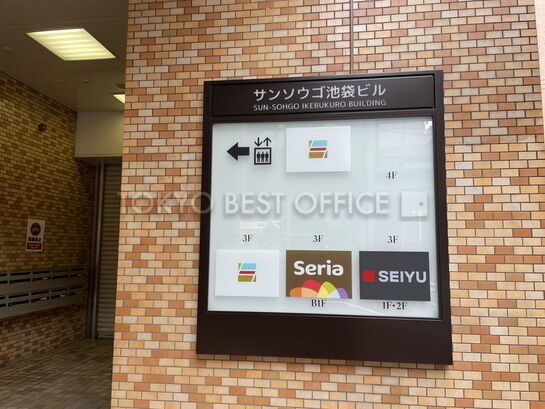 サンソウゴ池袋ビル
SUN-SOHGO IKEBUKURO BUILDING
4F
TOKYO BEST OFFICE
3F 3F 3F
Seria
SEIYU
B1F 1F・2F